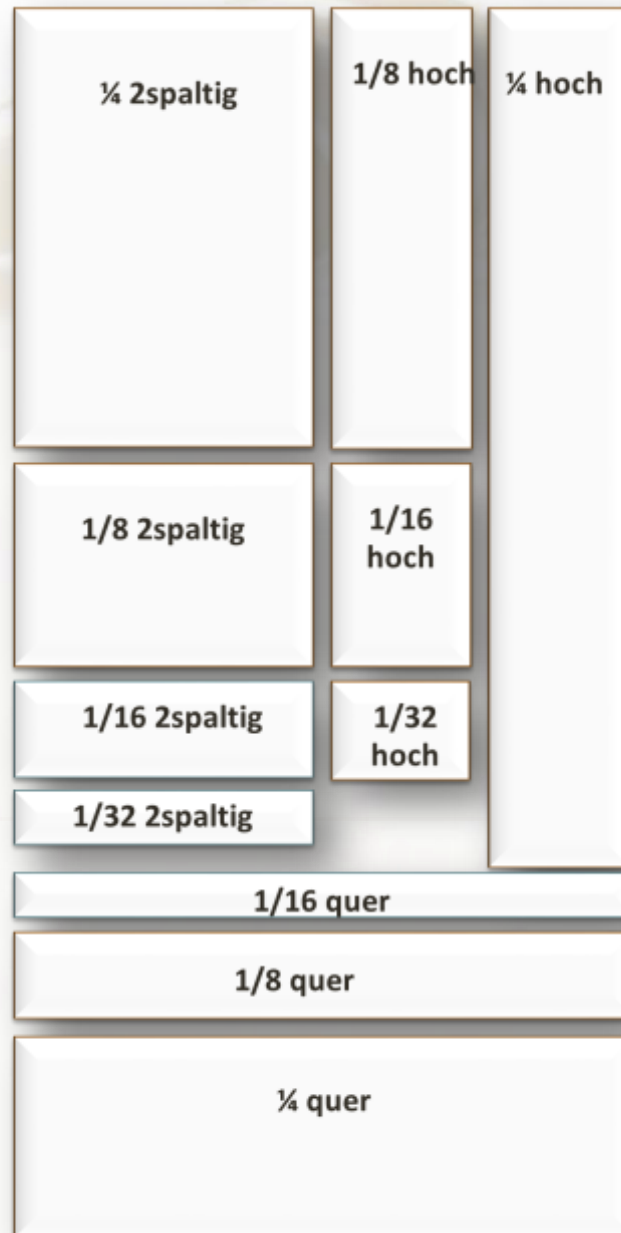 ¼ 2spaltig
1/8 hoch
¼ hoch
1/8 2spaltig
1/16
hoch
1/16 2spaltig
1/32
hoch
1/32 2spaltig
1/16 quer
1/8 quer
¼ quer